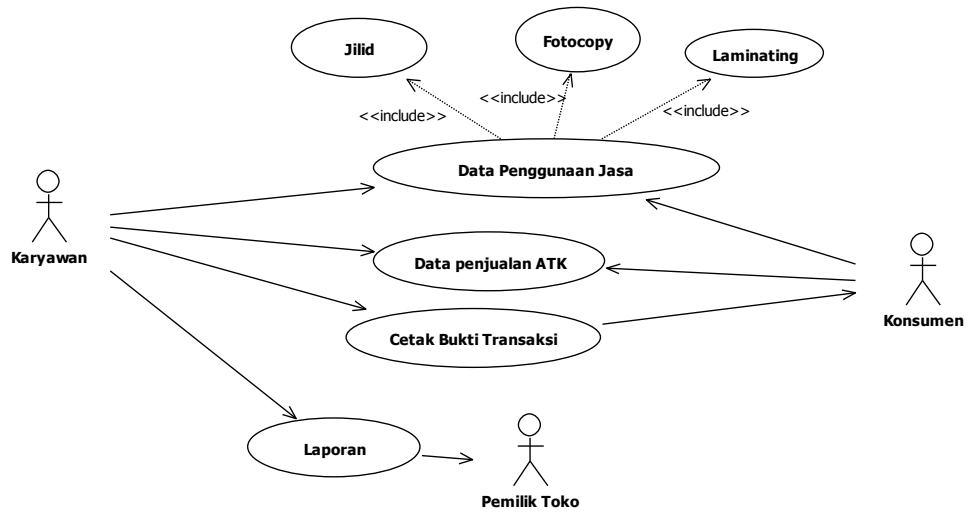 Jilid
Fotocopy
Laminating
<<include>>
<<include>>
<<include>>
Data Penggunaan Jasa
Karyawan
Data penjualan ATK
Konsumen
Cetak Bukti Transaksi
Laporan
Pemilik Toko